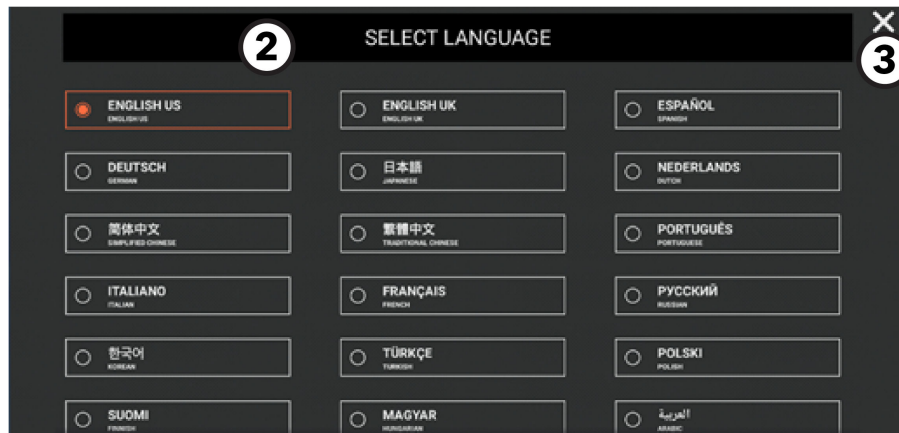 2
SELECT LANGUAGE
3
ENGLISH US
ENGLISH US
ENGLISH UK
ENGLISH UK
ESPAÑOL
SPANISH
DEUTSCH
GERMAN
日本語
JAPANESE
NEDERLANDS
DUTCH
简体中文
SIMPLIFIED CHINESE
繁體中文
TRADITIONAL CHINESE
PORTUGUÊS
PORTUGUESE
ITALIANO
ITALIAN
FRANÇAIS
FRENCH
РУССКИЙ
RUSSIAN
한국어
KOREAN
TÜRKÇE
TURKISH
POLSKI
POLISH
SUOMI
FINNISH
MAGYAR
HUNGARIAN
العربية
ARABIC